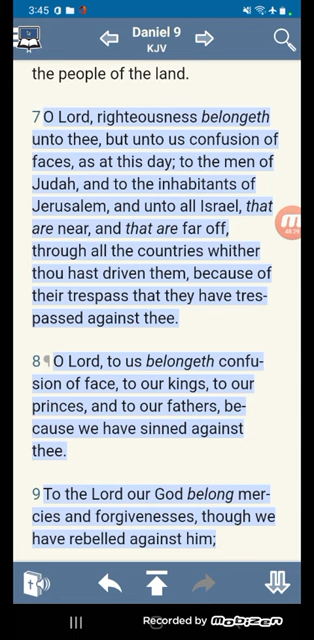 3:45
Daniel 9
KJV
the people of the land.
7 O Lord, righteousness belongeth
unto thee, but unto us confusion of
faces, as at this day; to the men of
Judah, and to the inhabitants of
Jerusalem, and unto all Israel, that
are near, and that are far off,
through all the countries whither
thou hast driven them, because of
their trespass that they have tres-
passed against thee.
8 ¶ O Lord, to us belongeth confu-
sion of face, to our kings, to our
princes, and to our fathers, be-
cause we have sinned against
thee.
9 To the Lord our God belong mer-
cies and forgivenesses, though we
have rebelled against him;
Recorded by mobizen